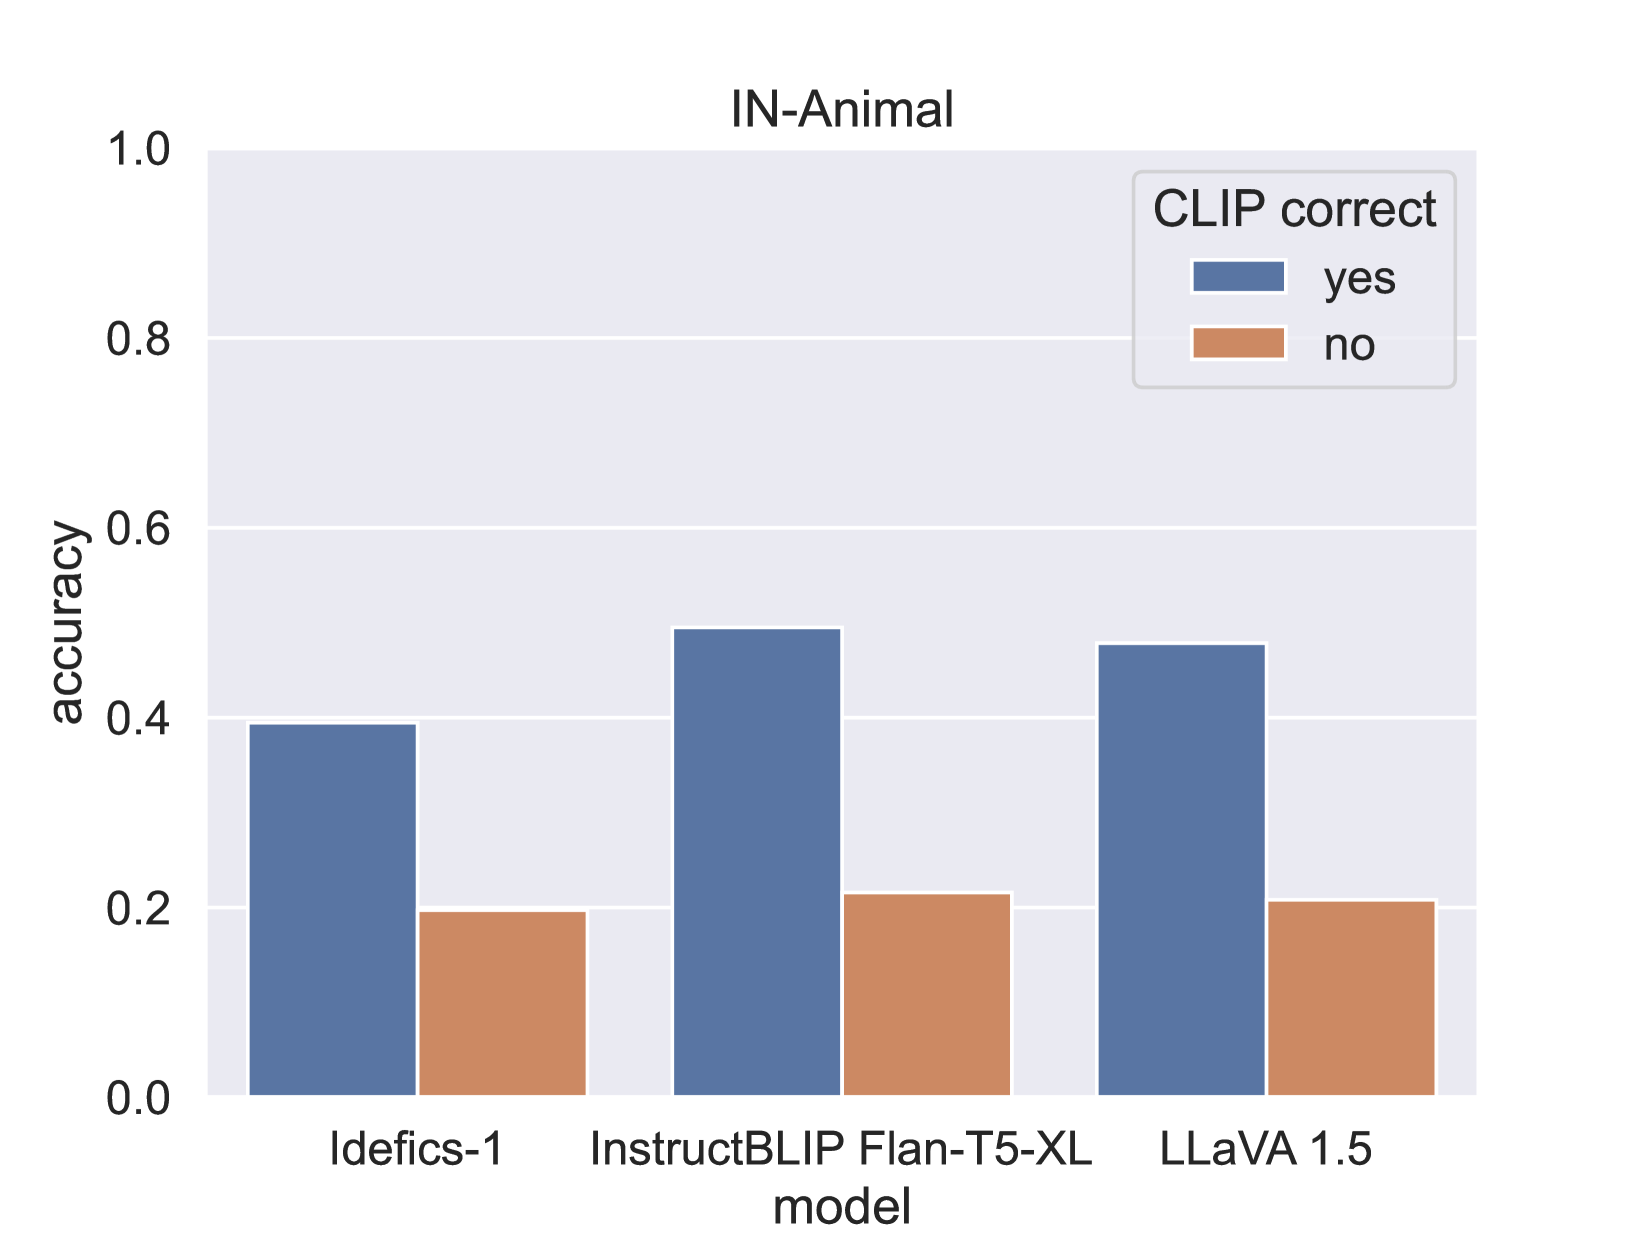 IN-Animal
1.0
0.8
0.6
0.4
0.2
0.0
accuracy
CLIP correct
yes
no
Idefics-1
InstructBLIP Flan-T5-XL
LLaVA 1.5
model